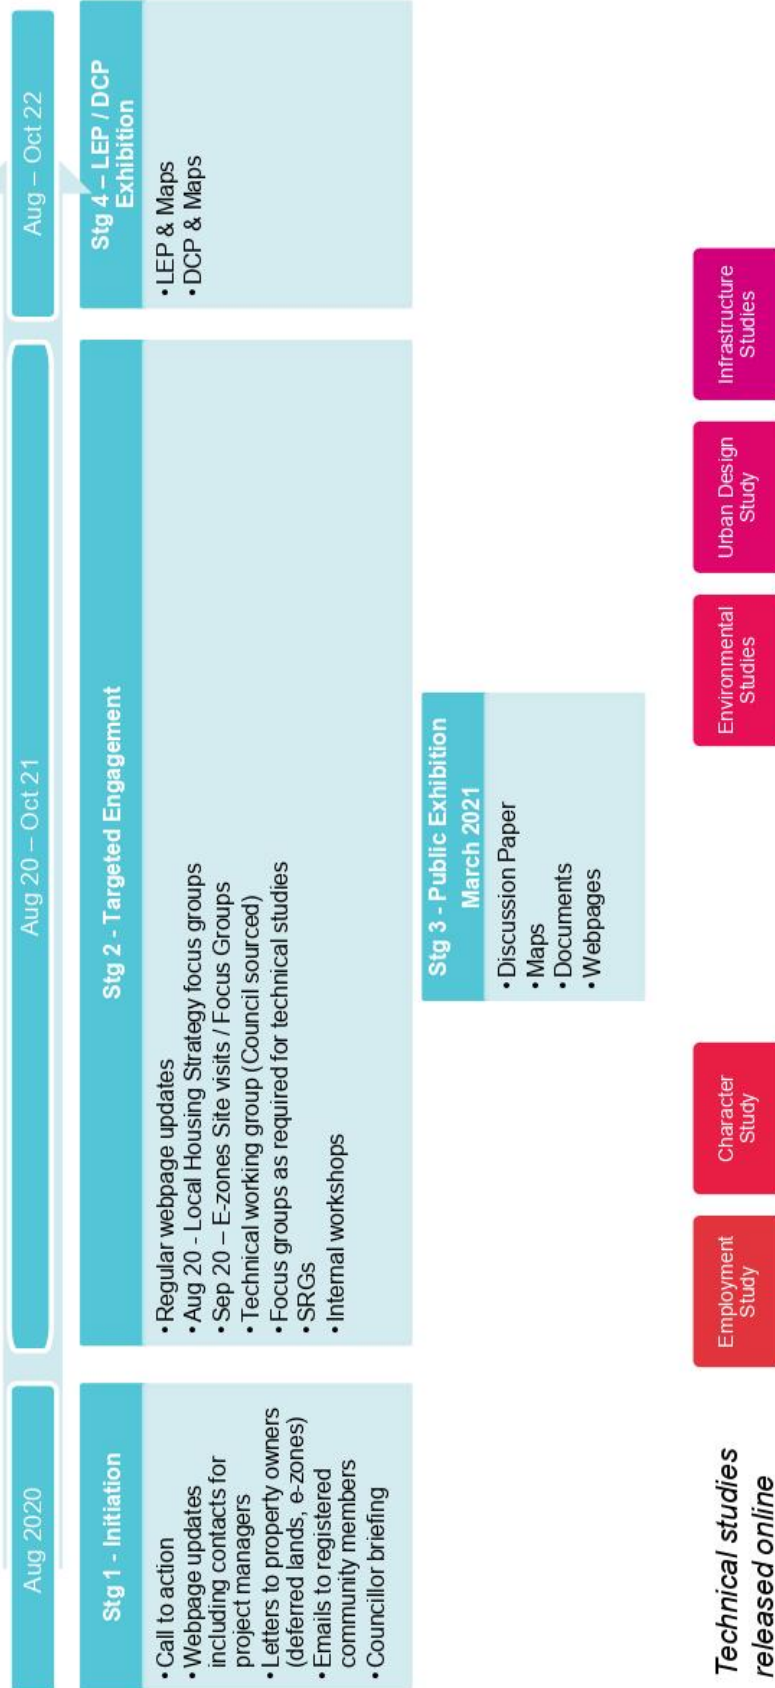 Aug 2020
Aug 20 – Oct 21
Aug – Oct 22
Stg 1 - Initiation
• Call to action
• Webpage updates
including contacts for
project managers
• Letters to property owners
(deferred lands, e-zones)
• Emails to registered
community members
• Councillor briefing
Stg 2 - Targeted Engagement
• Regular webpage updates
• Aug 20 - Local Housing Strategy focus groups
• Sep 20 – E-zones Site visits / Focus Groups
• Technical working group (Council sourced)
• Focus groups as required for technical studies
• SRGs
• Internal workshops
Stg 3 - Public Exhibition
March 2021
• Discussion Paper
• Maps
• Documents
• Webpages
Stg 4 – LEP / DCP
Exhibition
• LEP & Maps
• DCP & Maps
Technical studies
released online
Employment
Study
Character
Study
Environmental
Studies
Urban Design
Study
Infrastructure
Studies